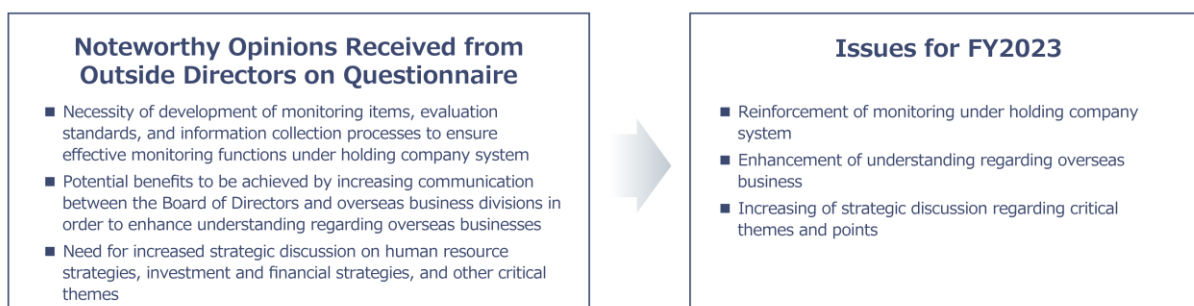 Noteworthy Opinions Received from
Outside Directors on Questionnaire
■ Necessity of development of monitoring items, evaluation
standards, and information collection processes to ensure
effective monitoring functions under holding company system
■ Potential benefits to be achieved by increasing communication
between the Board of Directors and overseas business divisions in
order to enhance understanding regarding overseas businesses
■ Need for increased strategic discussion on human resource
strategies, investment and financial strategies, and other critical
themes
Issues for FY2023
■ Reinforcement of monitoring under holding company
system
■ Enhancement of understanding regarding overseas
business
■ Increasing of strategic discussion regarding critical
themes and points